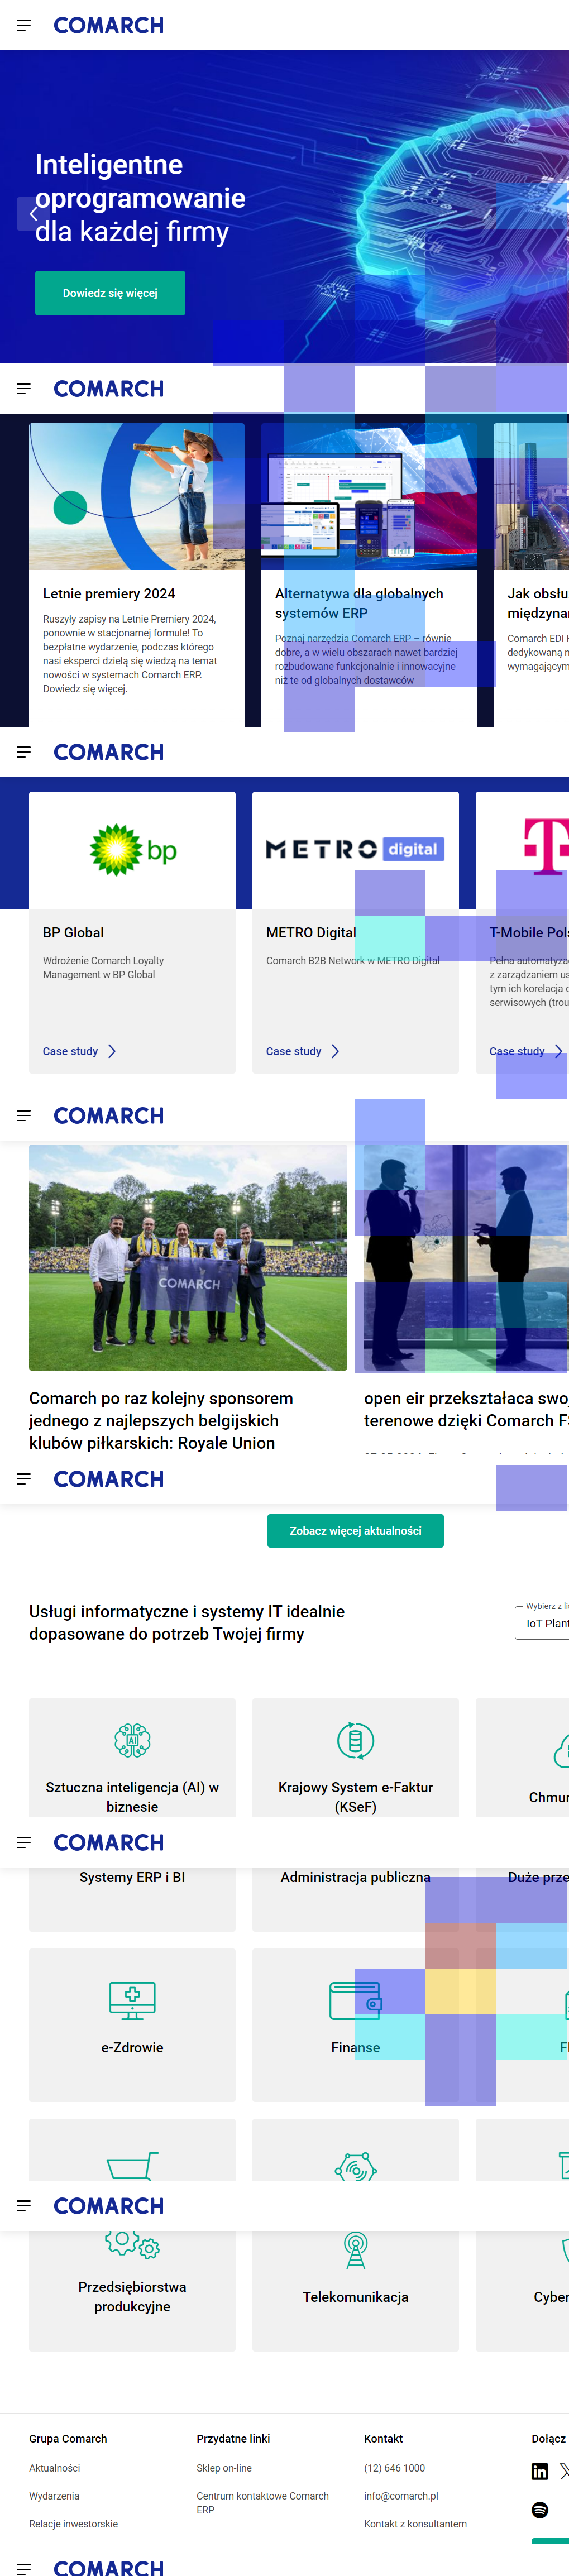 COMARCH
Inteligentne
oprogramowanie
dla każdej firmy
Dowiedz się więcej
COMARCH
Letnie premiery 2024
Ruszyły zapisy na Letnie Premiery 2024,
ponownie w stacjonarnej formule! To
bezpłatne wydarzenie, podczas którego
nasi eksperci dzielą się wiedzą na temat
nowości w systemach Comarch ERP.
Dowiedz się więcej.
Alternatywa dla globalnych
systemów ERP
Poznaj narzędzia Comarch ERP – równie
dobre, a w wielu obszarach nawet bardziej
rozbudowane funkcjonalnie i innowacyjne
niż te od globalnych dostawców
Jak obsłu
międzyna
Comarch EDI
dedykowaną
wymagającym
COMARCH
bp
METRO digital
T
BP Global
Wdrożenie Comarch Loyalty
Management w BP Global
Case study
METRO Digital
Comarch B2B Network w METRO Digital
Case study
T-Mobile Pols
Pełna automatyza
z zarządzaniem us
tym ich korelacja
serwisowych (trou
Case study
COMARCH
COMARCH
Comarch po raz kolejny sponsorem
jednego z najlepszych belgijskich
klubów piłkarskich: Royale Union
open eir przekształaca swo
terenowe dzięki Comarch FS
COMARCH
Zobacz więcej aktualności
Usługi informatyczne i systemy IT idealnie
dopasowane do potrzeb Twojej firmy
Wybierz z lis
IoT Plant
AI
Sztuczna inteligencja (AI) w
biznesie
Krajowy System e-Faktur
(KSeF)
Chmur
COMARCH
Systemy ERP i BI
Administracja publiczna
Duże prze
e-Zdrowie
Finanse
COMARCH
Przedsiębiorstwa
produkcyjne
Telekomunikacja
Cyber
Grupa Comarch
Aktualności
Wydarzenia
Relacje inwestorskie
Przydatne linki
Sklep on-line
Centrum kontaktowe Comarch
ERP
Kontakt
(12) 646 1000
info@comarch.pl
Kontakt z konsultantem
Dołącz
in
COMARCH